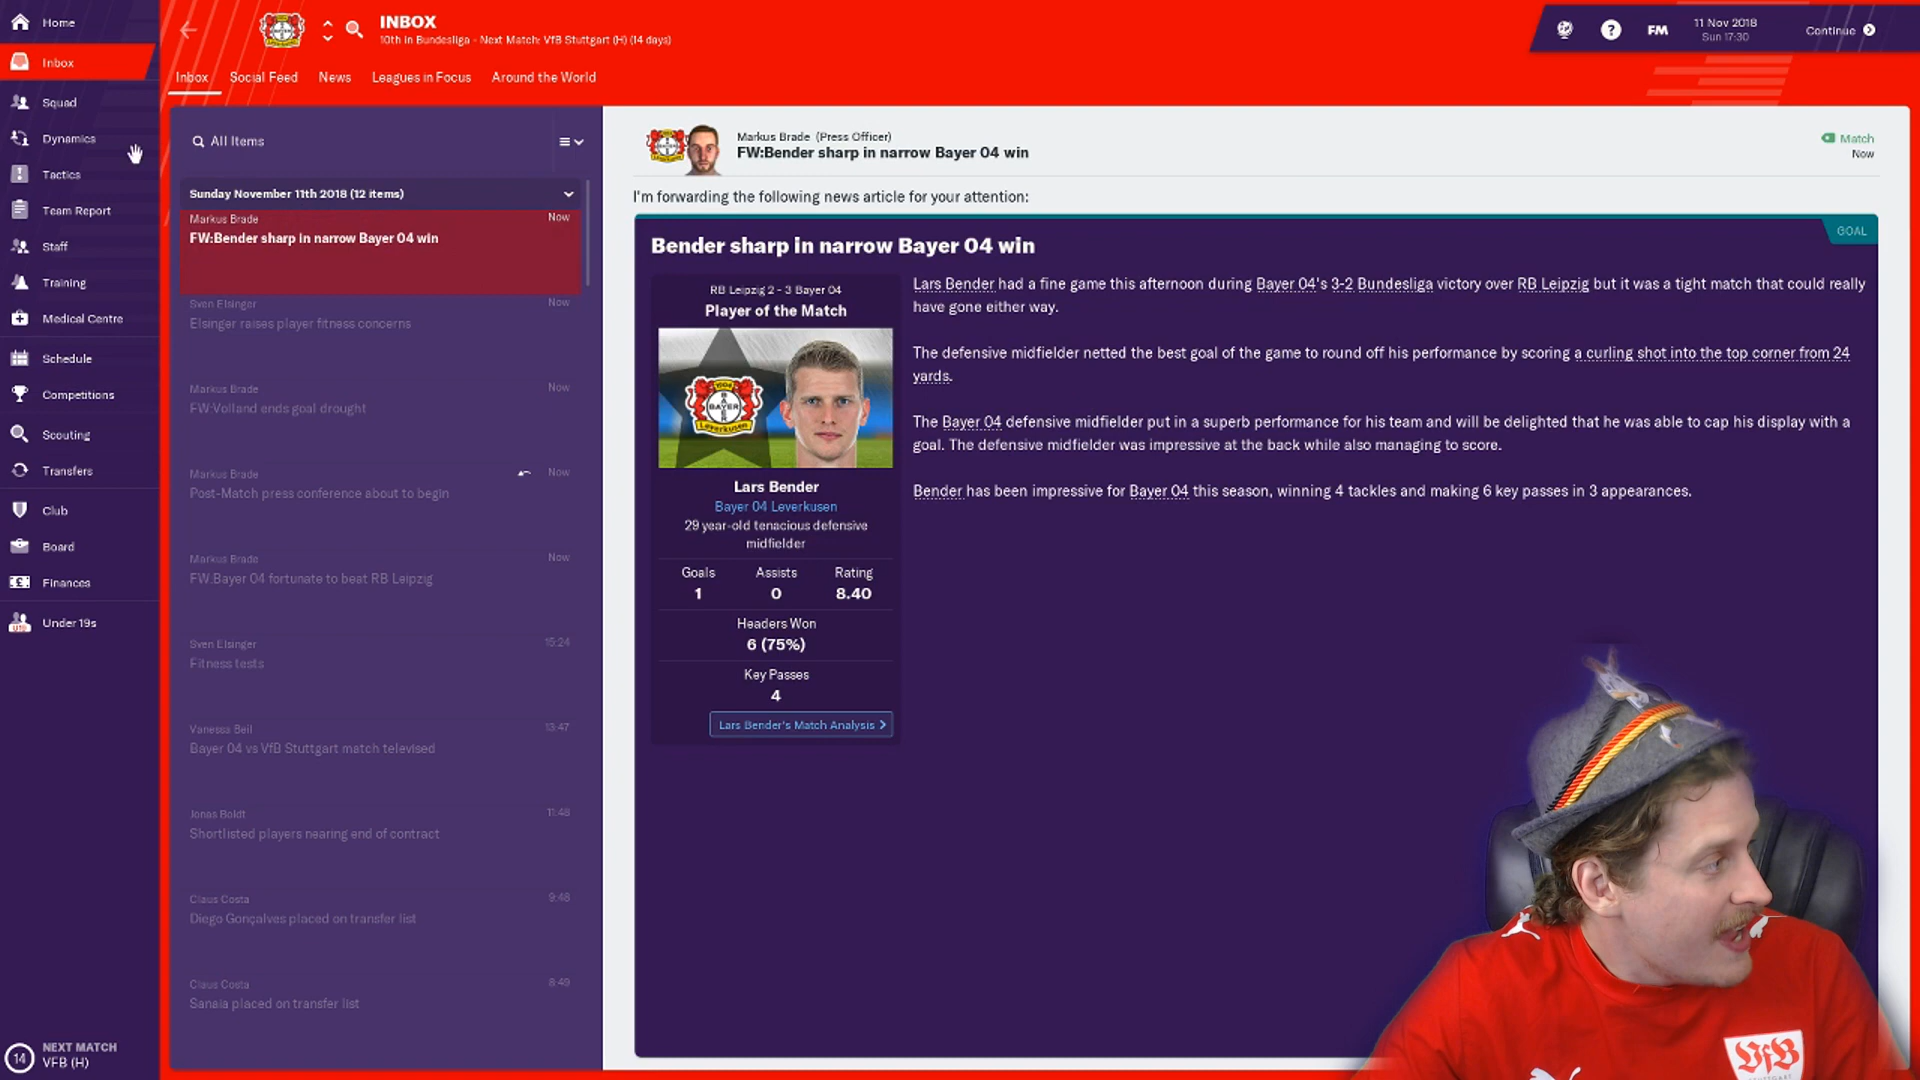 Home
Inbox
Squad
Dynamics
Tactics
Team Report
Staff
Training
Medical Centre
Schedule
Competitions
Scouting
Transfers
Club
Board
Finances
Under 19s
14
NEXT MATCH
VFB (H)
INBOX
10th in Bundesliga - Next Match: VfB Stuttgart (H) (14 days)
Inbox Social Feed News Leagues in Focus Around the World
? FM
11 Nov 2018
Sun 17:30
Continue
All Items
Sunday November 11th 2018 (12 items)
Markus Brade Now
FW:Bender sharp in narrow Bayer 04 win
Sven Elsinger Now
Elsinger raises player fitness concerns
Markus Brade Now
FW:Volland ends goal drought
Markus Brade Now
Post-Match press conference about to begin
Markus Brade Now
FW:Bayer 04 fortunate to beat RB Leipzig
Sven Elsinger 15:24
Fitness tests
Vanessa Beil 13:47
Bayer 04 vs VfB Stuttgart match televised
Jonas Boldt 11:48
Shortlisted players nearing end of contract
Claus Costa 9:48
Diego Gonçalves placed on transfer list
Claus Costa 8:49
Sanaia placed on transfer list
Markus Brade (Press Officer)
FW:Bender sharp in narrow Bayer 04 win
Match
Now
I'm forwarding the following news article for your attention:
GOAL
Bender sharp in narrow Bayer 04 win
RB Leipzig 2 - 3 Bayer 04
Player of the Match
BAYER
Leverkusen
Lars Bender
Bayer 04 Leverkusen
29 year-old tenacious defensive
midfielder
Goals Assists Rating
1 0 8.40
Headers Won
6 (75%)
Key Passes
4
Lars Bender's Match Analysis
Lars Bender had a fine game this afternoon during Bayer 04's 3-2 Bundesliga victory over RB Leipzig but it was a tight match that could really
have gone either way.
The defensive midfielder netted the best goal of the game to round off his performance by scoring a curling shot into the top corner from 24
yards.
The Bayer 04 defensive midfielder put in a superb performance for his team and will be delighted that he was able to cap his display with a
goal. The defensive midfielder was impressive at the back while also managing to score.
Bender has been impressive for Bayer 04 this season, winning 4 tackles and making 6 key passes in 3 appearances.
VfB